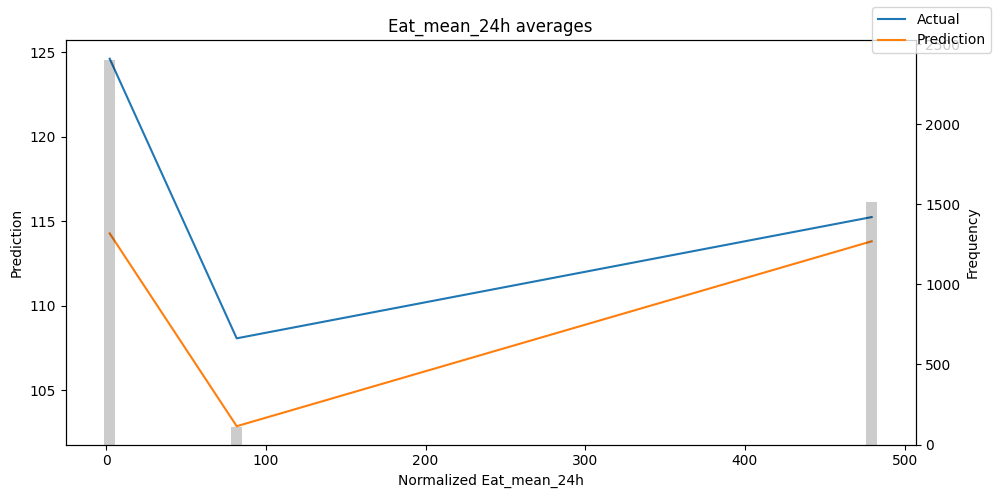 Eat_mean_24h averages
Actual
Prediction
125
120
115
110
105
Prediction
2500
2000
1500
1000
500
0
Frequency
0
100
200
300
400
500
Normalized Eat_mean_24h